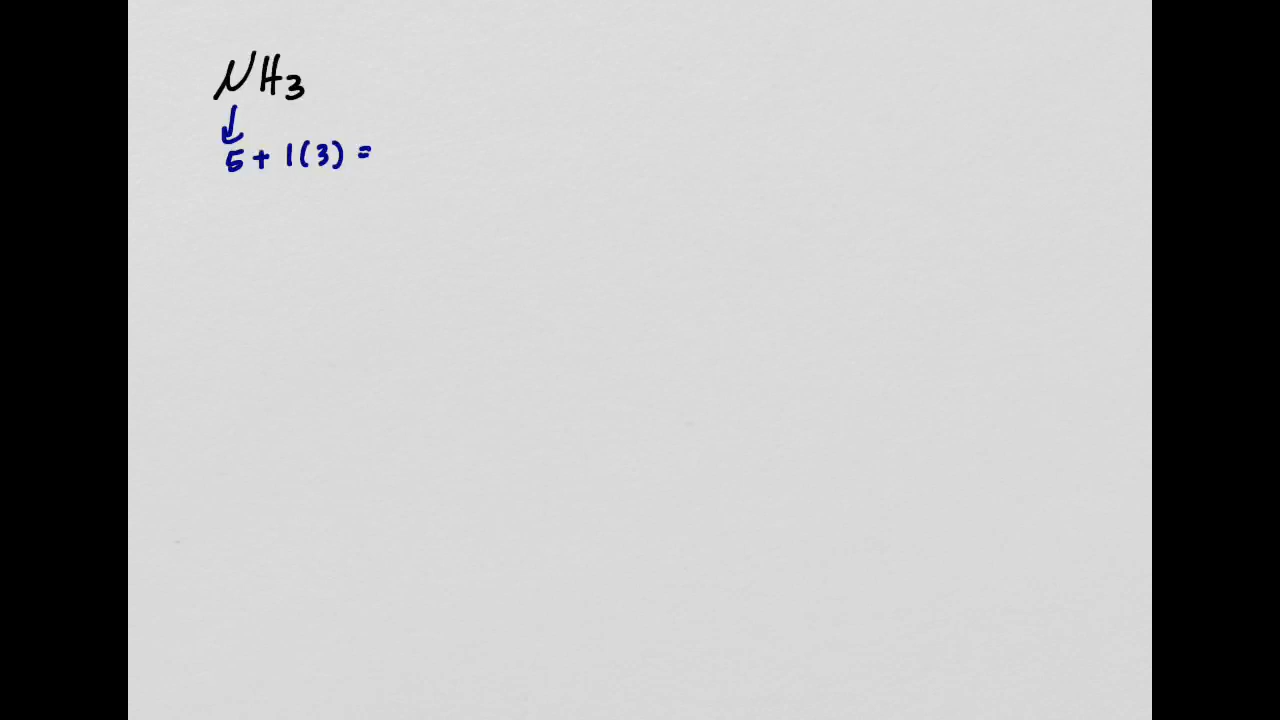 NH₃
↓
5 + 1(3) =